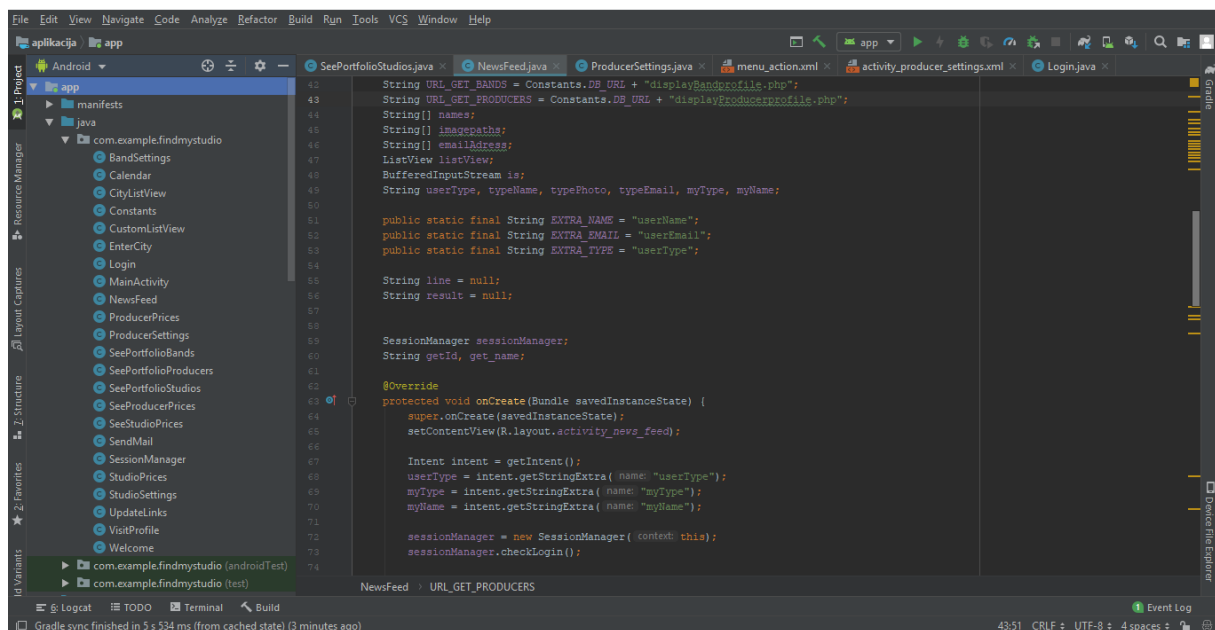 File Edit View Navigate Code Analyze Refactor Build Run Tools VCS Window Help
aplikacija app
app
Android
SeePortfolioStudios.java NewsFeed.java ProducerSettings.java menu_action.xml activity_producer_settings.xml Login.java
1: Project
Resource Manager
Layout Captures
7: Structure
2: Favorites
ld Variants
app
manifests
java
com.example.findmystudio
BandSettings
Calendar
CityListView
Constants
CustomListView
EnterCity
Login
MainActivity
NewsFeed
ProducerPrices
ProducerSettings
SeePortfolioBands
SeePortfolioProducers
SeePortfolioStudios
SeeProducerPrices
SeeStudioPrices
SendMail
SessionManager
StudioPrices
StudioSettings
UpdateLinks
VisitProfile
Welcome
com.example.findmystudio (androidTest)
com.example.findmystudio (test)
42 String URL_GET_BANDS = Constants.DB_URL + "displayBandprofile.php";
43 String URL_GET_PRODUCERS = Constants.DB_URL + "displayProducerprofile.php";
44 String[] names;
45 String[] imagepaths;
46 String[] emailAdress;
47 ListView listView;
48 BufferedInputStream is;
49 String userType, typeName, typePhoto, typeEmail, myType, myName;
50
51 public static final String EXTRA_NAME = "userName";
52 public static final String EXTRA_EMAIL = "userEmail";
53 public static final String EXTRA_TYPE = "userType";
54
55 String line = null;
56 String result = null;
57
58
59 SessionManager sessionManager;
60 String getId, get_name;
61
62 @Override
63 protected void onCreate(Bundle savedInstanceState) {
64 super.onCreate(savedInstanceState);
65 setContentView(R.layout.activity_news_feed);
66
67 Intent intent = getIntent();
68 userType = intent.getStringExtra( name: "userType");
69 myType = intent.getStringExtra( name: "myType");
70 myName = intent.getStringExtra( name: "myName");
71
72 sessionManager = new SessionManager( context: this);
73 sessionManager.checkLogin();
74
NewsFeed URL_GET_PRODUCERS
Gradle
Device File Explorer
6: Logcat TODO Terminal Build
1 Event Log
Gradle sync finished in 5 s 534 ms (from cached state) (3 minutes ago)
43:51 CRLF UTF-8 4 spaces